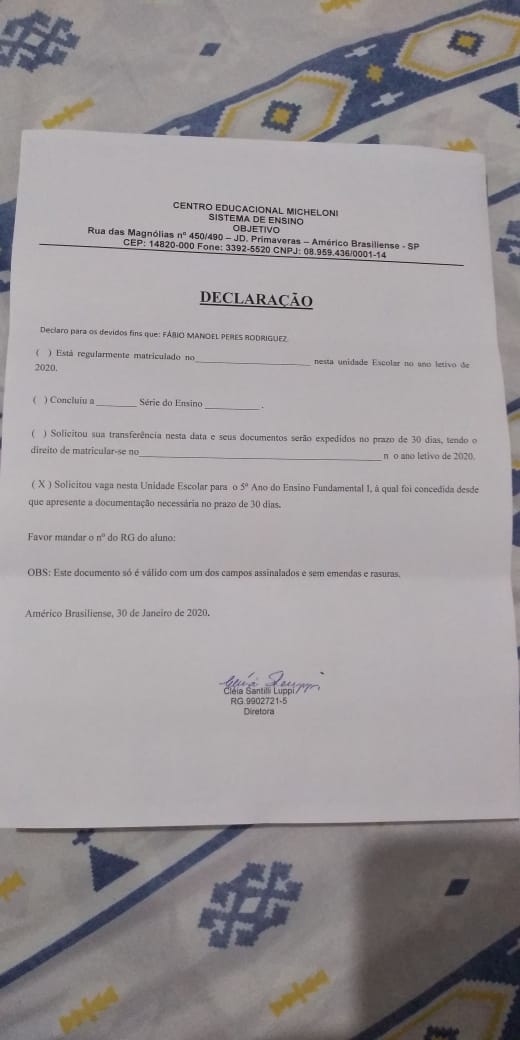 CENTRO EDUCACIONAL MICHELONI
SISTEMA DE ENSINO
OBJETIVO
Rua das Magnólias nº 450/490 – JD. Primaveras – Américo Brasiliense - SP
CEP: 14820-000 Fone: 3392-5520 CNPJ: 08.959.436/0001-14
DECLARAÇÃO
Declaro para os devidos fins que: FÁBIO MANOEL PERES RODRIGUEZ.
( ) Está regularmente matriculado no____________________ nesta unidade Escolar no ano letivo de
2020.
( ) Concluiu a________ Série do Ensino__________.
( ) Solicitou sua transferência nesta data e seus documentos serão expedidos no prazo de 30 dias, tendo o
direito de matricular-se no________________________________________n o ano letivo de 2020.
( X ) Solicitou vaga nesta Unidade Escolar para o 5º Ano do Ensino Fundamental I, à qual foi concedida desde
que apresente a documentação necessária no prazo de 30 dias.
Favor mandar o nº do RG do aluno:
OBS: Este documento só é válido com um dos campos assinalados e sem emendas e rasuras.
Américo Brasiliense, 30 de Janeiro de 2020.
Cléia Santilli Luppi
RG.9902721-5
Diretora